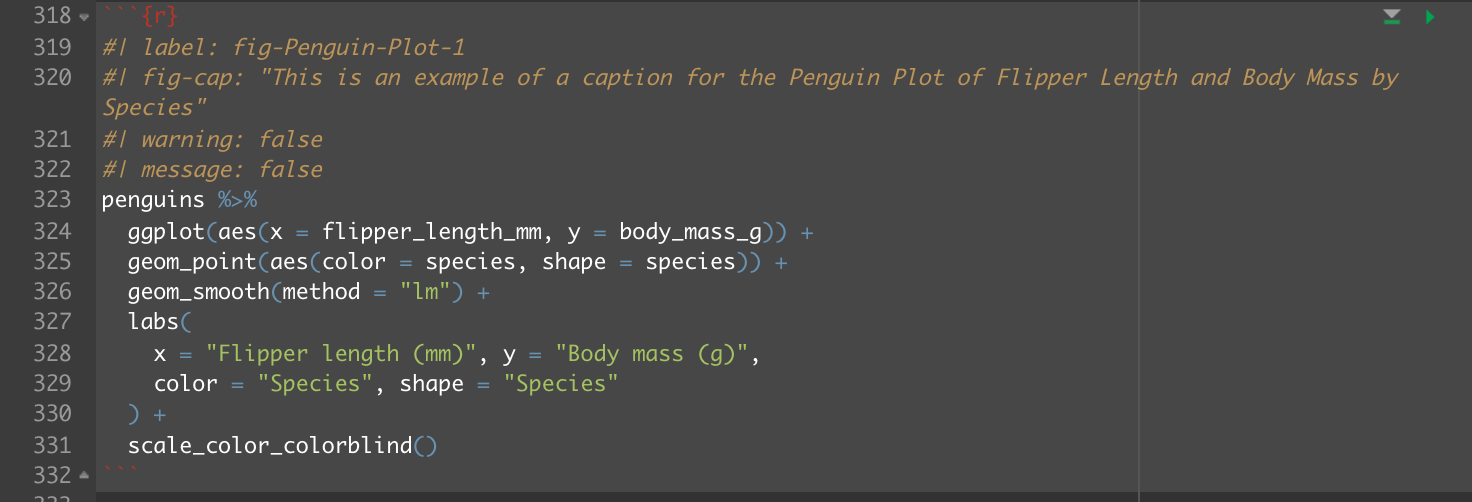 318 ```{r}
319 #| label: fig-Penguin-Plot-1
320 #| fig-cap: "This is an example of a caption for the Penguin Plot of Flipper Length and Body Mass by
Species"
321 #| warning: false
322 #| message: false
323 penguins %>%
324   ggplot(aes(x = flipper_length_mm, y = body_mass_g)) +
325   geom_point(aes(color = species, shape = species)) +
326   geom_smooth(method = "lm") +
327   labs(
328     x = "Flipper length (mm)", y = "Body mass (g)",
329     color = "Species", shape = "Species"
330   ) +
331   scale_color_colorblind()
332 ```